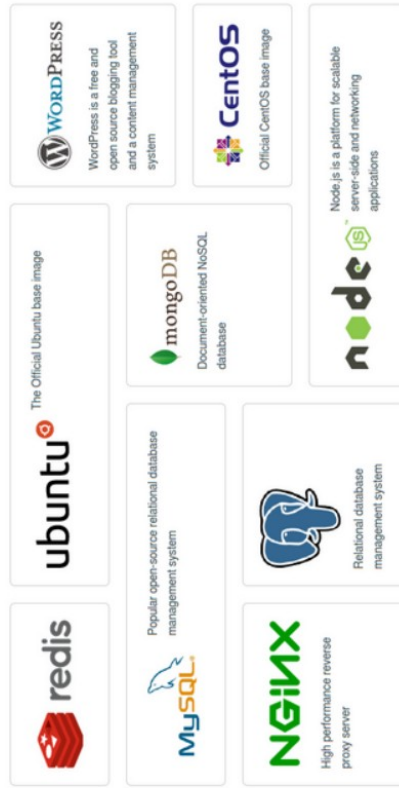 redis
ubuntu
The Official Ubuntu base image
WORDPRESS
WordPress is a free and
open source blogging tool
and a content management
system
MySQL
Popular open-source relational database
management system
mongoDB
Document-oriented NoSQL
database
CentOS
Official CentOS base image
NGINX
High performance reverse
proxy server
Relational database
management system
node
JS
™
Node.js is a platform for scalable
server-side and networking
applications